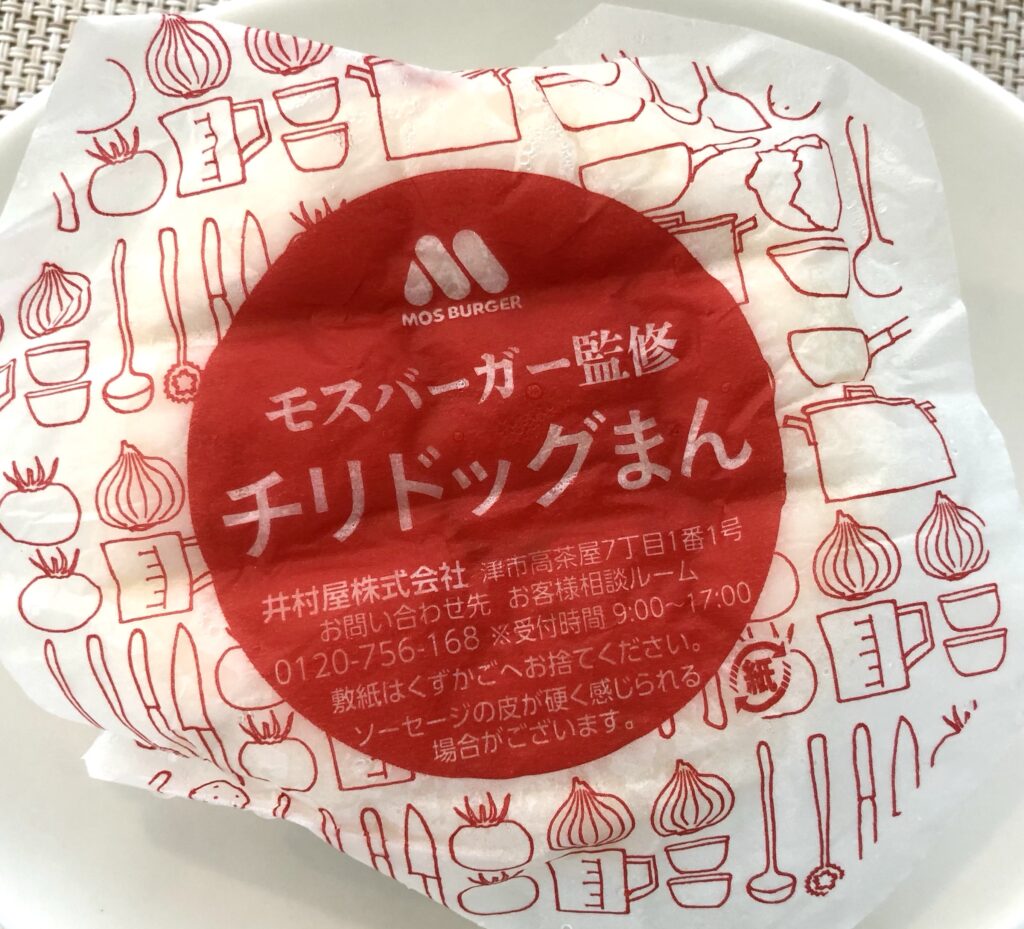 MOS BURGER
モスバーガー監修
チリドッグまん
井村屋株式会社 津市高茶屋7丁目1番1号
お問い合わせ先 お客様相談ルーム
0120-756-168 ※受付時間 9:00~17:00
敷紙はくずかごへお捨てください。
ソーセージの皮が硬く感じられる
場合がございます。
紙